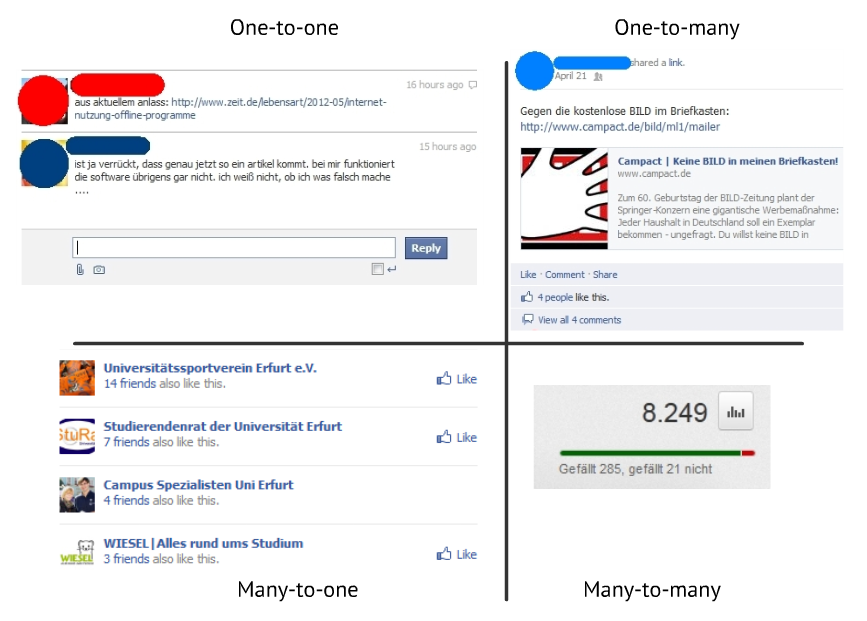 One-to-one
One-to-many
16 hours ago
aus aktuellem anlass: http://www.zeit.de/lebensart/2012-05/internet-
nutzung-offline-programme
15 hours ago
ist ja verrückt, dass genau jetzt so ein artikel kommt. bei mir funktioniert
die software übrigens gar nicht. ich weiß nicht, ob ich was falsch mache
....
Reply
shared a link.
April 21
Gegen die kostenlose BILD im Briefkasten:
http://www.campact.de/bild/ml1/mailer
Campact | Keine BILD in meinen Briefkasten!
www.campact.de
Zum 60. Geburtstag der BILD-Zeitung plant der
Springer-Konzern eine gigantische Werbemaßnahme:
Jeder Haushalt in Deutschland soll ein Exemplar
bekommen - ungefragt. Du willst keine BILD in
Like · Comment · Share
4 people like this.
View all 4 comments
Universitätssportverein Erfurt e.V.
14 friends also like this.
Like
StuRa
Studierendenrat der Universität Erfurt
7 friends also like this.
Like
Campus Spezialisten Uni Erfurt
4 friends also like this.
WIESEL
WIESEL|Alles rund ums Studium
3 friends also like this.
Like
8.249
Gefällt 285, gefällt 21 nicht
Many-to-one
Many-to-many